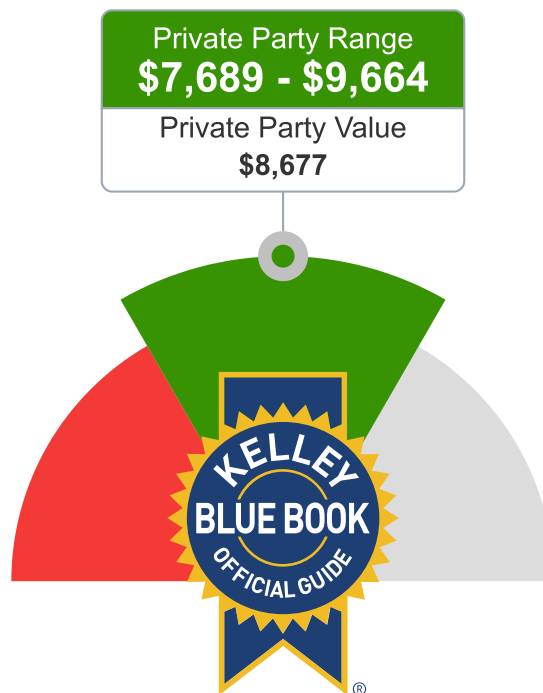 Private Party Range
$7,689 - $9,664
Private Party Value
$8,677
KELLEY
BLUE BOOK
OFFICIAL GUIDE
®